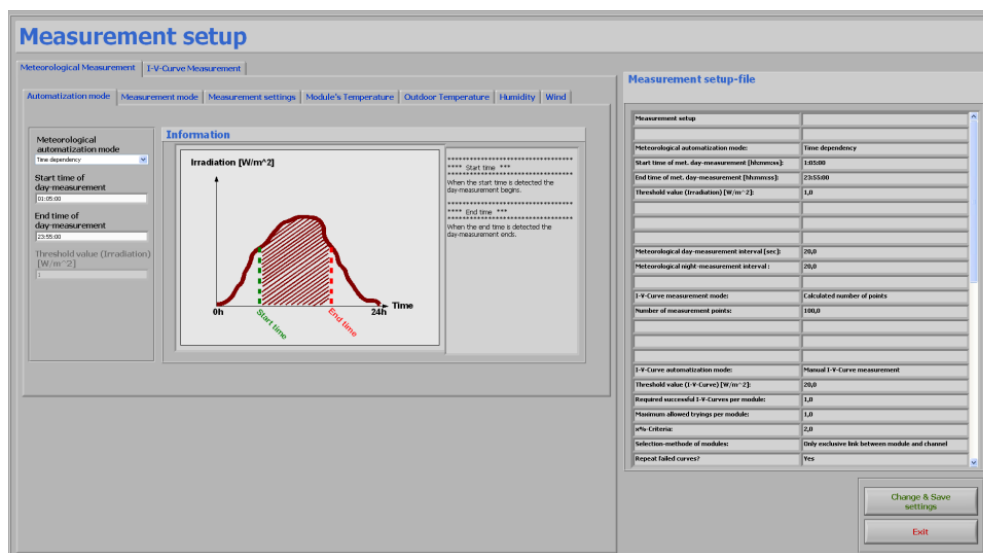 Measurement setup
Meteorological Measurement
I-V-Curve Measurement
Automatization mode
Measurement mode
Measurement settings
Module's Temperature
Outdoor Temperature
Humidity
Wind
Meteorological
automatization mode
Time dependency
Start time of
day-measurement
01:05:00
End time of
day-measurement
23:55:00
Threshold value (Irradiation)
[W/m^2]
1
Information
Irradiation [W/m^2]
Time
0h
24h
Start time
End time
**********************************
**** Start time ***
**********************************
When the start time is detected the
day-measurement begins.
**********************************
**** End time ***
**********************************
When the end time is detected the
day-measurement ends.
Measurement setup-file
Measurement setup
Meteorological automatization mode: Time dependency
Start time of met. day-measurement [hhmmss]: 1:05:00
End time of met. day-measurement [hhmmss]: 23:55:00
Threshold value (Irradiation) [W/m^2]: 1,0
Meteorological day-measurement interval [sec]: 20,0
Meteorological night-measurement interval : 20,0
I-V-Curve measurement mode: Calculated number of points
Number of measurement points: 100,0
I-V-Curve automatization mode: Manual I-V-Curve measurement
Threshold value (I-V-Curve) [W/m^2]: 20,0
Required successful I-V-Curves per module: 1,0
Maximum allowed tryings per module: 1,0
x%-Criteria: 2,0
Selection-methode of modules: Only exclusive link between module and channel
Repeat failed curves? Yes
Change & Save
settings
Exit